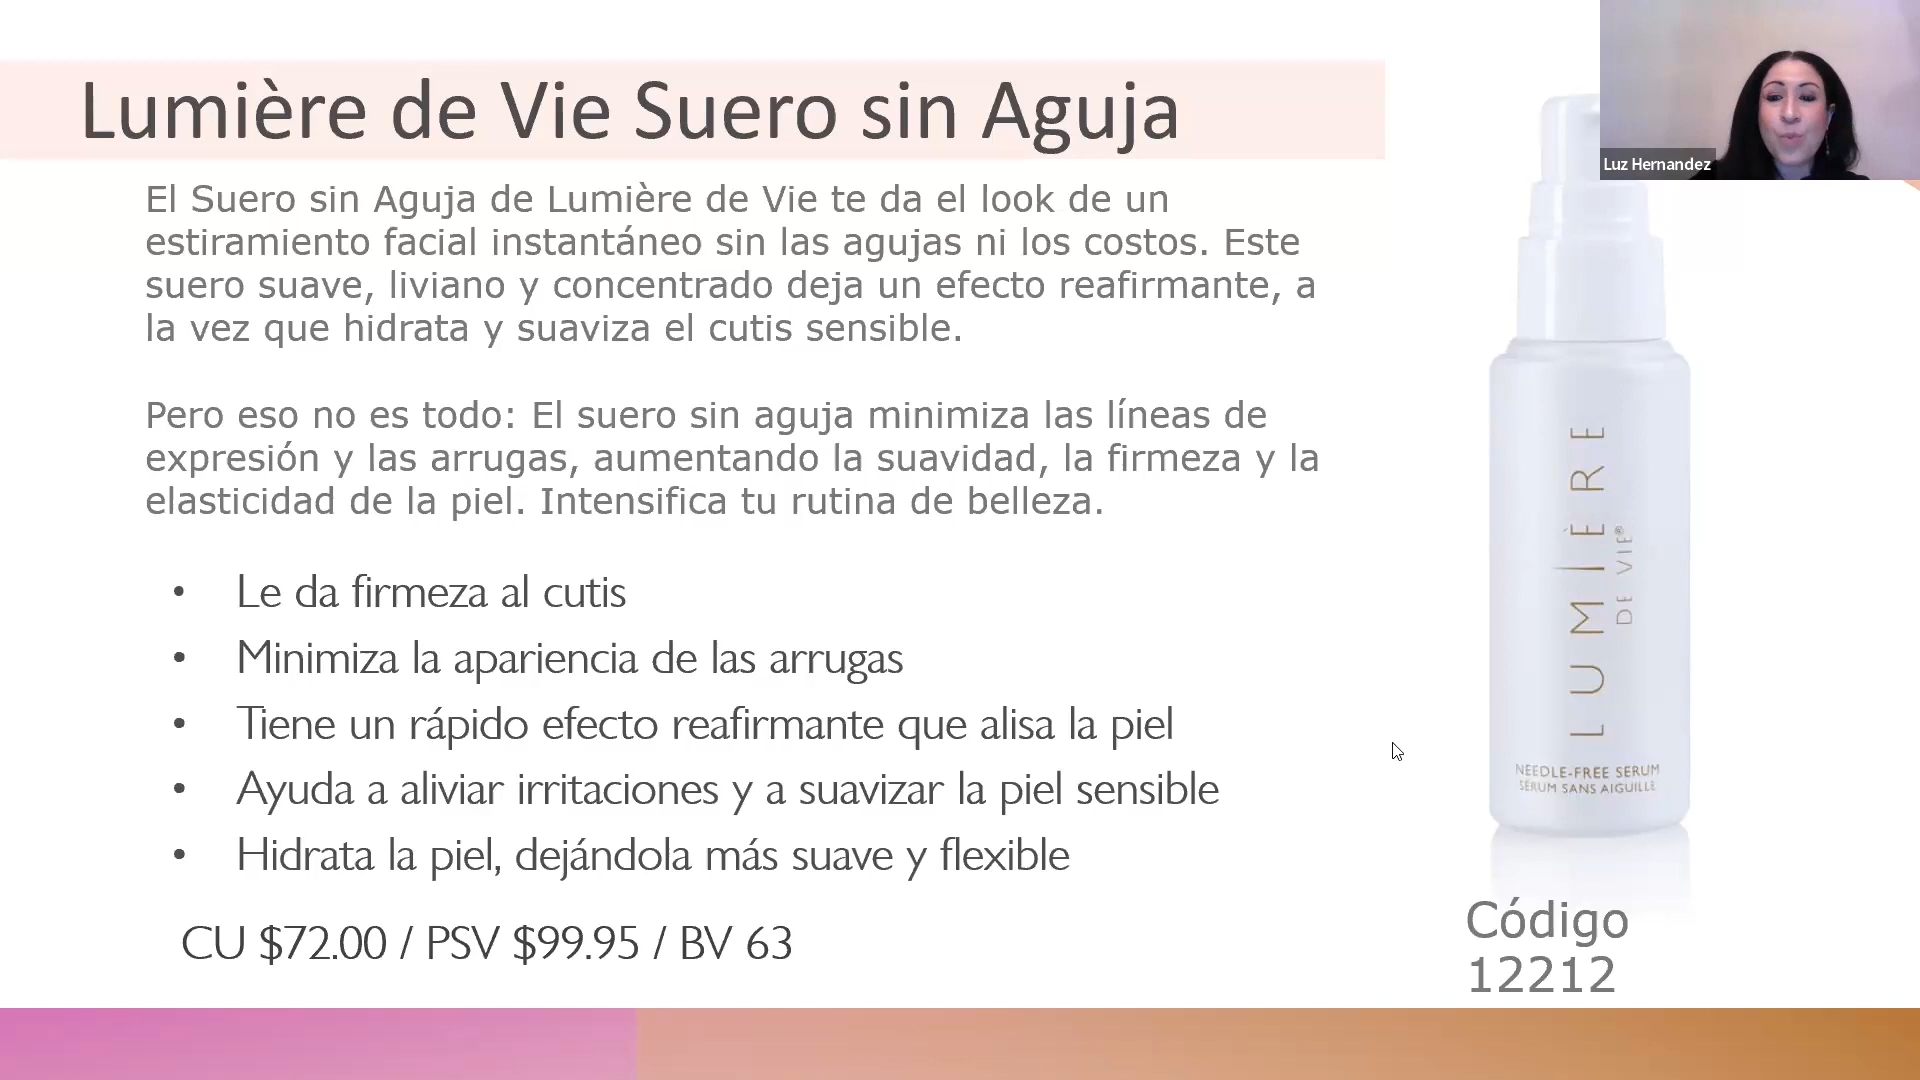 Lumière de Vie Suero sin Aguja
Luz Hernandez
El Suero sin Aguja de Lumière de Vie te da el look de un
estiramiento facial instantáneo sin las agujas ni los costos. Este
suero suave, liviano y concentrado deja un efecto reafirmante, a
la vez que hidrata y suaviza el cutis sensible.
Pero eso no es todo: El suero sin aguja minimiza las líneas de
expresión y las arrugas, aumentando la suavidad, la firmeza y la
elasticidad de la piel. Intensifica tu rutina de belleza.
• Le da firmeza al cutis
• Minimiza la apariencia de las arrugas
• Tiene un rápido efecto reafirmante que alisa la piel
• Ayuda a aliviar irritaciones y a suavizar la piel sensible
• Hidrata la piel, dejándola más suave y flexible
CU $72.00 / PSV $99.95 / BV 63
LUMIÈRE
DE VIE®
NEEDLE-FREE SERUM
SÉRUM SANS AIGUILLE
Código
12212